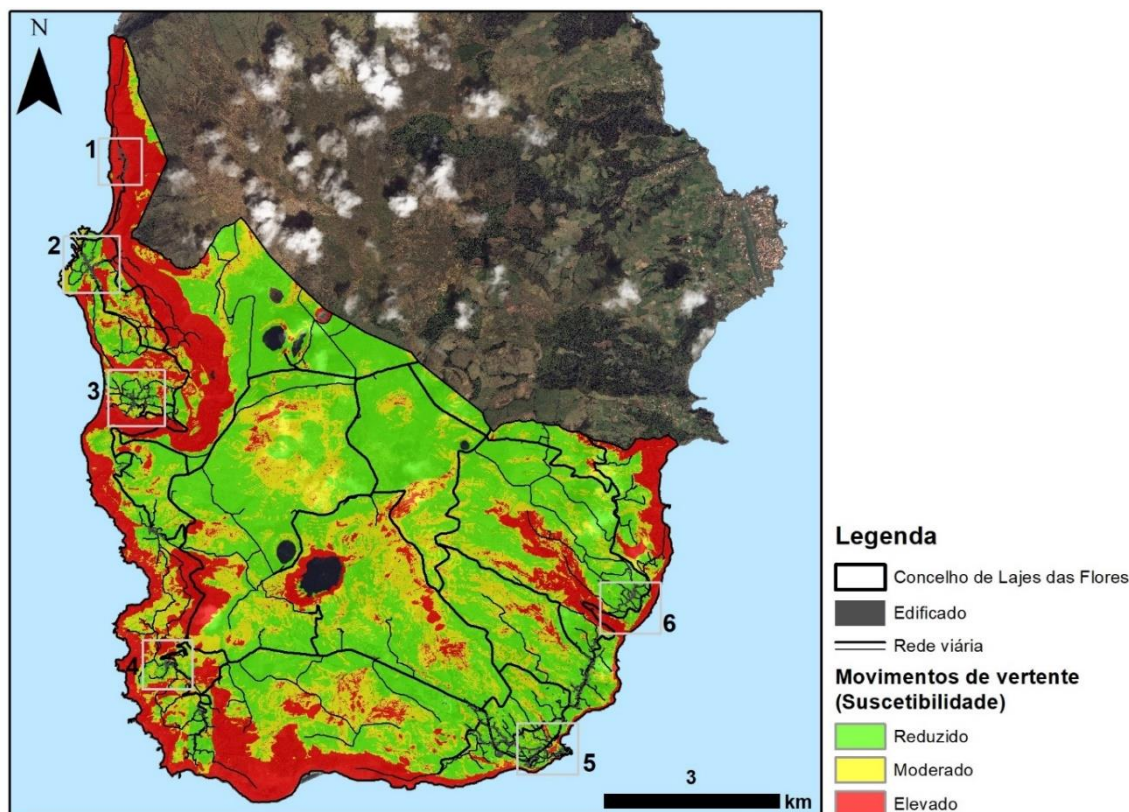 N
1
2
3
4
5
6
3
km
Legenda
Concelho de Lajes das Flores
Edificado
Rede viária
Movimentos de vertente
(Suscetibilidade)
Reduzido
Moderado
Elevado